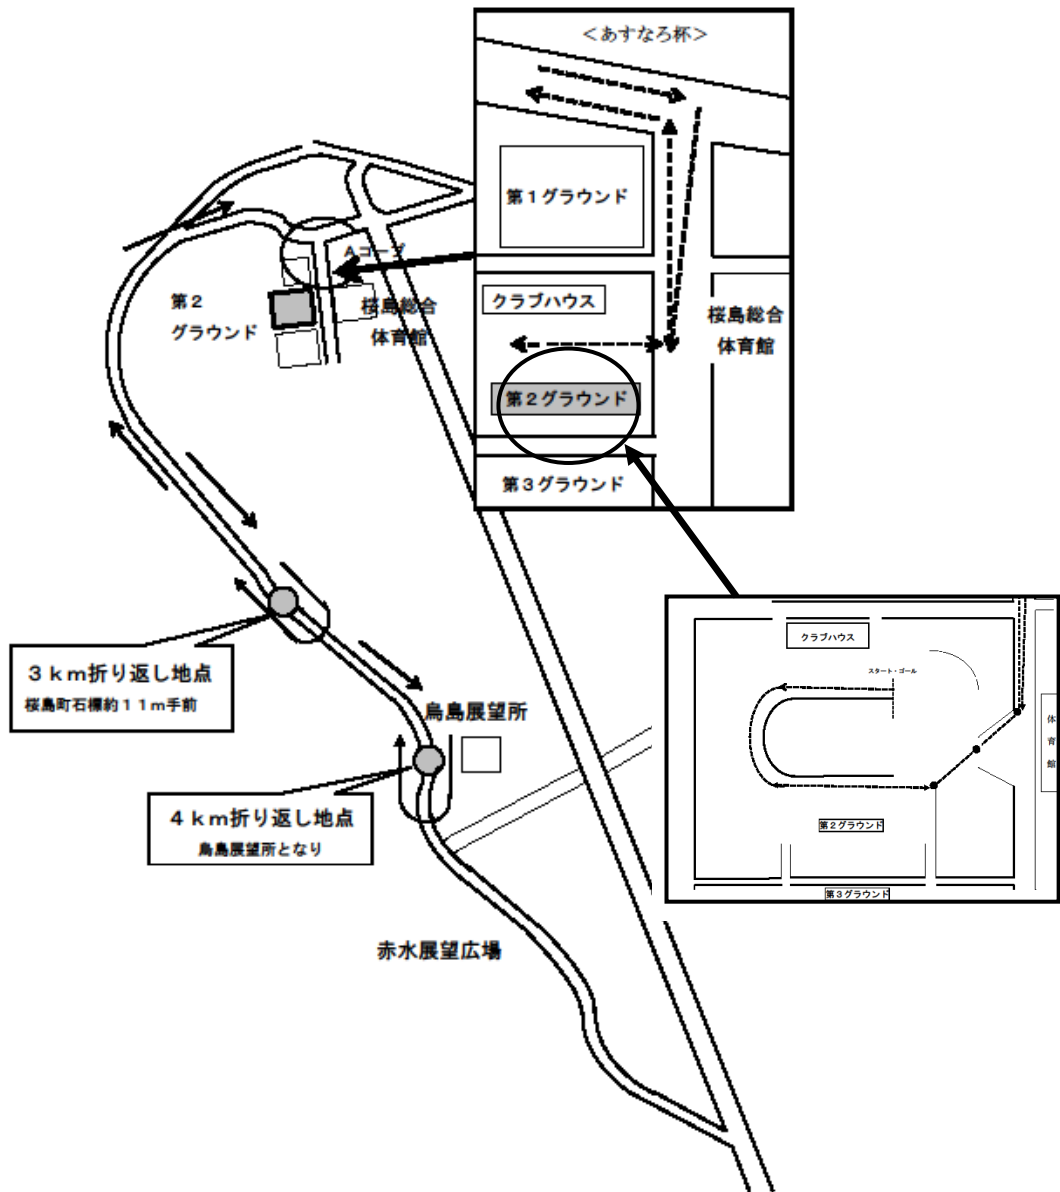 ＜あすなろ杯＞
第１グラウンド
クラブハウス
桜島総合
体育館
第２グラウンド
第３グラウンド
Ａコープ
第２
グラウンド
桜島総合
体育館
３ｋｍ折り返し地点
桜島町石標約１１ｍ手前
烏島展望所
４ｋｍ折り返し地点
烏島展望所となり
赤水展望広場
クラブハウス
スタート・ゴール
体
育
館
第２グラウンド
第３グラウンド